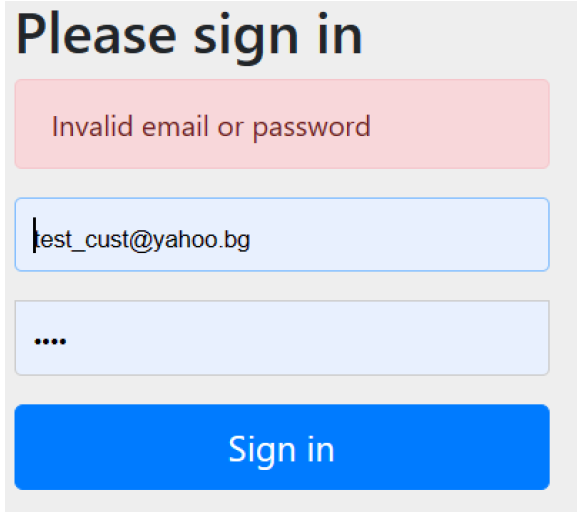 Please sign in
Invalid email or password
test_cust@yahoo.bg
••••
Sign in